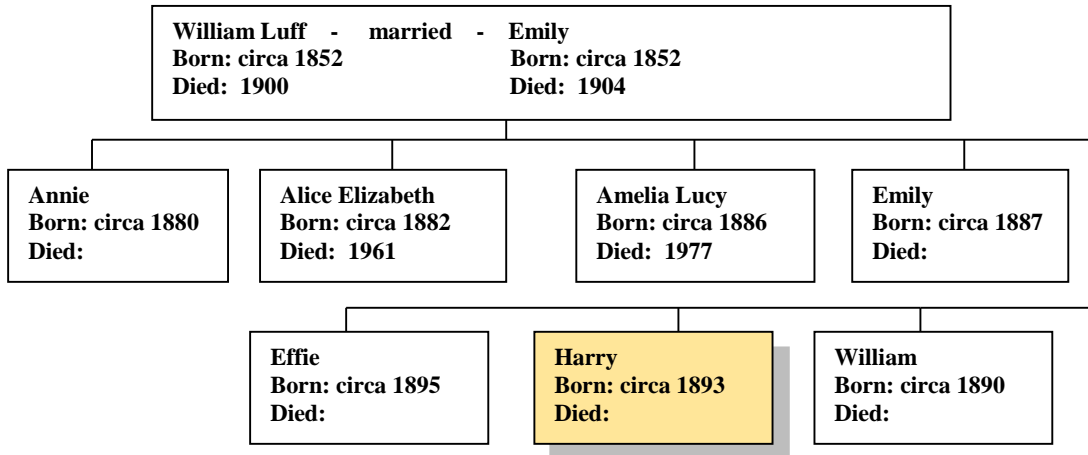 William Luff - married - Emily
Born: circa 1852 Born: circa 1852
Died: 1900 Died: 1904
Annie
Born: circa 1880
Died:
Alice Elizabeth
Born: circa 1882
Died: 1961
Amelia Lucy
Born: circa 1886
Died: 1977
Emily
Born: circa 1887
Died:
Effie
Born: circa 1895
Died:
Harry
Born: circa 1893
Died:
William
Born: circa 1890
Died: